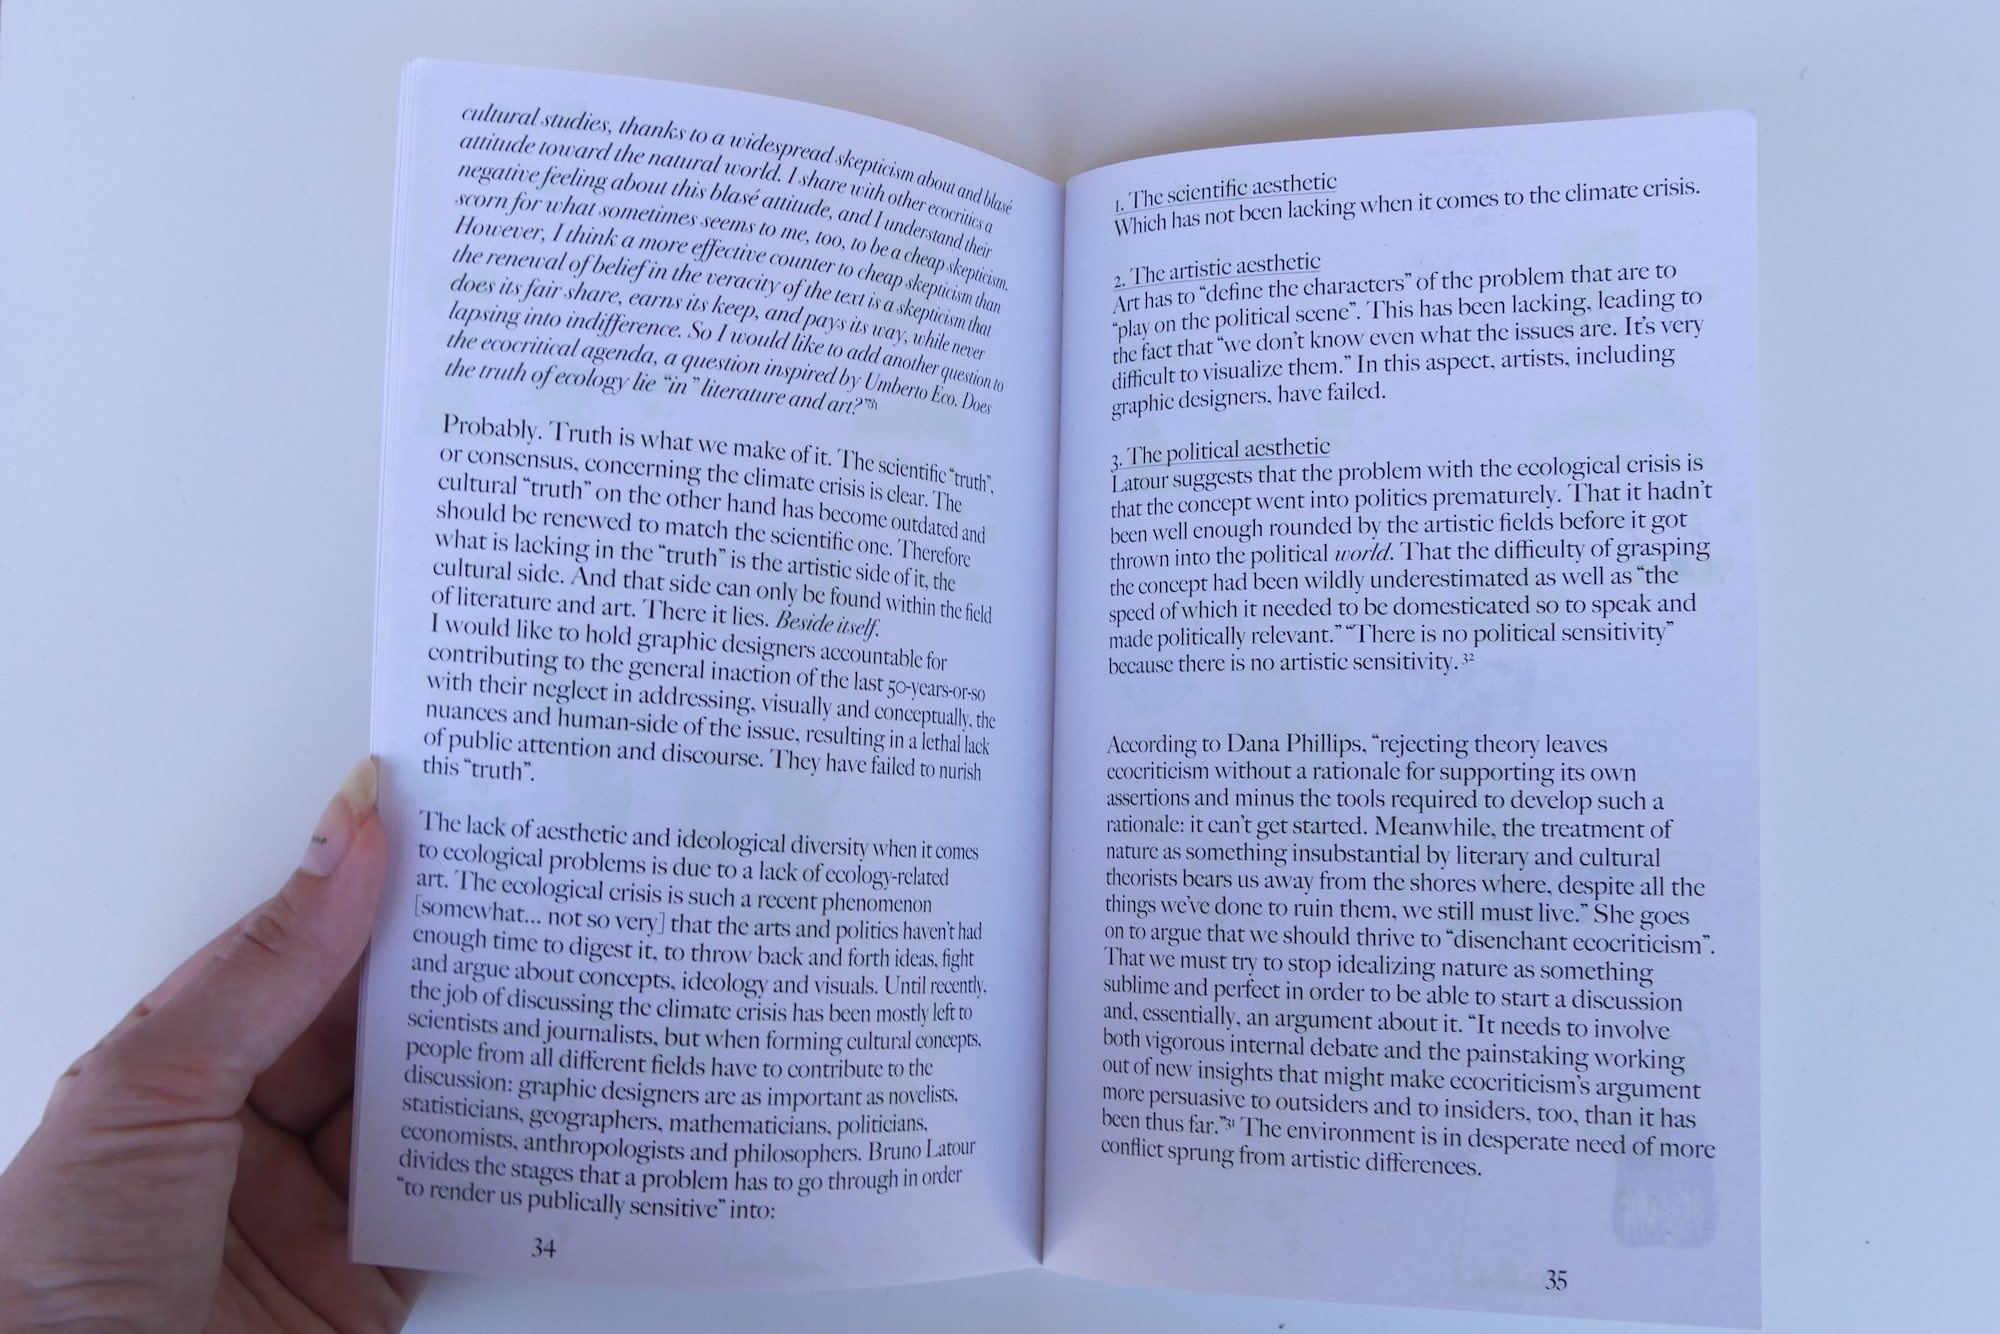 cultural studies, thanks to a widespread skepticism about and blasé
attitude toward the natural world. I share with other ecocritics a
negative feeling about this blasé attitude, and I understand their
scorn for what sometimes seems to me, too, to be a cheap skepticism.
However, I think a more effective counter to cheap skepticism than
the renewal of belief in the veracity of the text is a skepticism that
does its fair share, earns its keep, and pays its way, while never
lapsing into indifference. So I would like to add another question to
the ecocritical agenda, a question inspired by Umberto Eco. Does
the truth of ecology lie “in” literature and art?”31
Probably. Truth is what we make of it. The scientific “truth”,
or consensus, concerning the climate crisis is clear. The
cultural “truth” on the other hand has become outdated and
should be renewed to match the scientific one. Therefore
what is lacking in the “truth” is the artistic side of it, the
cultural side. And that side can only be found within the field
of literature and art. There it lies. Beside itself.
I would like to hold graphic designers accountable for
contributing to the general inaction of the last 50-years-or-so
with their neglect in addressing, visually and conceptually, the
nuances and human-side of the issue, resulting in a lethal lack
of public attention and discourse. They have failed to nurish
this “truth”.
The lack of aesthetic and ideological diversity when it comes
to ecological problems is due to a lack of ecology-related
art. The ecological crisis is such a recent phenomenon
[somewhat... not so very] that the arts and politics haven't had
enough time to digest it, to throw back and forth ideas, fight
and argue about concepts, ideology and visuals. Until recently,
the job of discussing the climate crisis has been mostly left to
scientists and journalists, but when forming cultural concepts,
people from all different fields have to contribute to the
discussion: graphic designers are as important as novelists,
statisticians, geographers, mathematicians, politicians,
economists, anthropologists and philosophers. Bruno Latour
divides the stages that a problem has to go through in order
“to render us publically sensitive” into:
34
1. The scientific aesthetic
Which has not been lacking when it comes to the climate crisis.
2. The artistic aesthetic
Art has to “define the characters” of the problem that are to
“play on the political scene”. This has been lacking, leading to
the fact that “we don't know even what the issues are. It's very
difficult to visualize them.” In this aspect, artists, including
graphic designers, have failed.
3. The political aesthetic
Latour suggests that the problem with the ecological crisis is
that the concept went into politics prematurely. That it hadn't
been well enough rounded by the artistic fields before it got
thrown into the political world. That the difficulty of grasping
the concept had been wildly underestimated as well as “the
speed of which it needed to be domesticated so to speak and
made politically relevant.” “There is no political sensitivity”
because there is no artistic sensitivity. 32
According to Dana Phillips, “rejecting theory leaves
ecocriticism without a rationale for supporting its own
assertions and minus the tools required to develop such a
rationale: it can't get started. Meanwhile, the treatment of
nature as something insubstantial by literary and cultural
theorists bears us away from the shores where, despite all the
things we've done to ruin them, we still must live.” She goes
on to argue that we should thrive to “disenchant ecocriticism”.
That we must try to stop idealizing nature as something
sublime and perfect in order to be able to start a discussion
and, essentially, an argument about it. “It needs to involve
both vigorous internal debate and the painstaking working
out of new insights that might make ecocriticism's argument
more persuasive to outsiders and to insiders, too, than it has
been thus far.”31 The environment is in desperate need of more
conflict sprung from artistic differences.
35